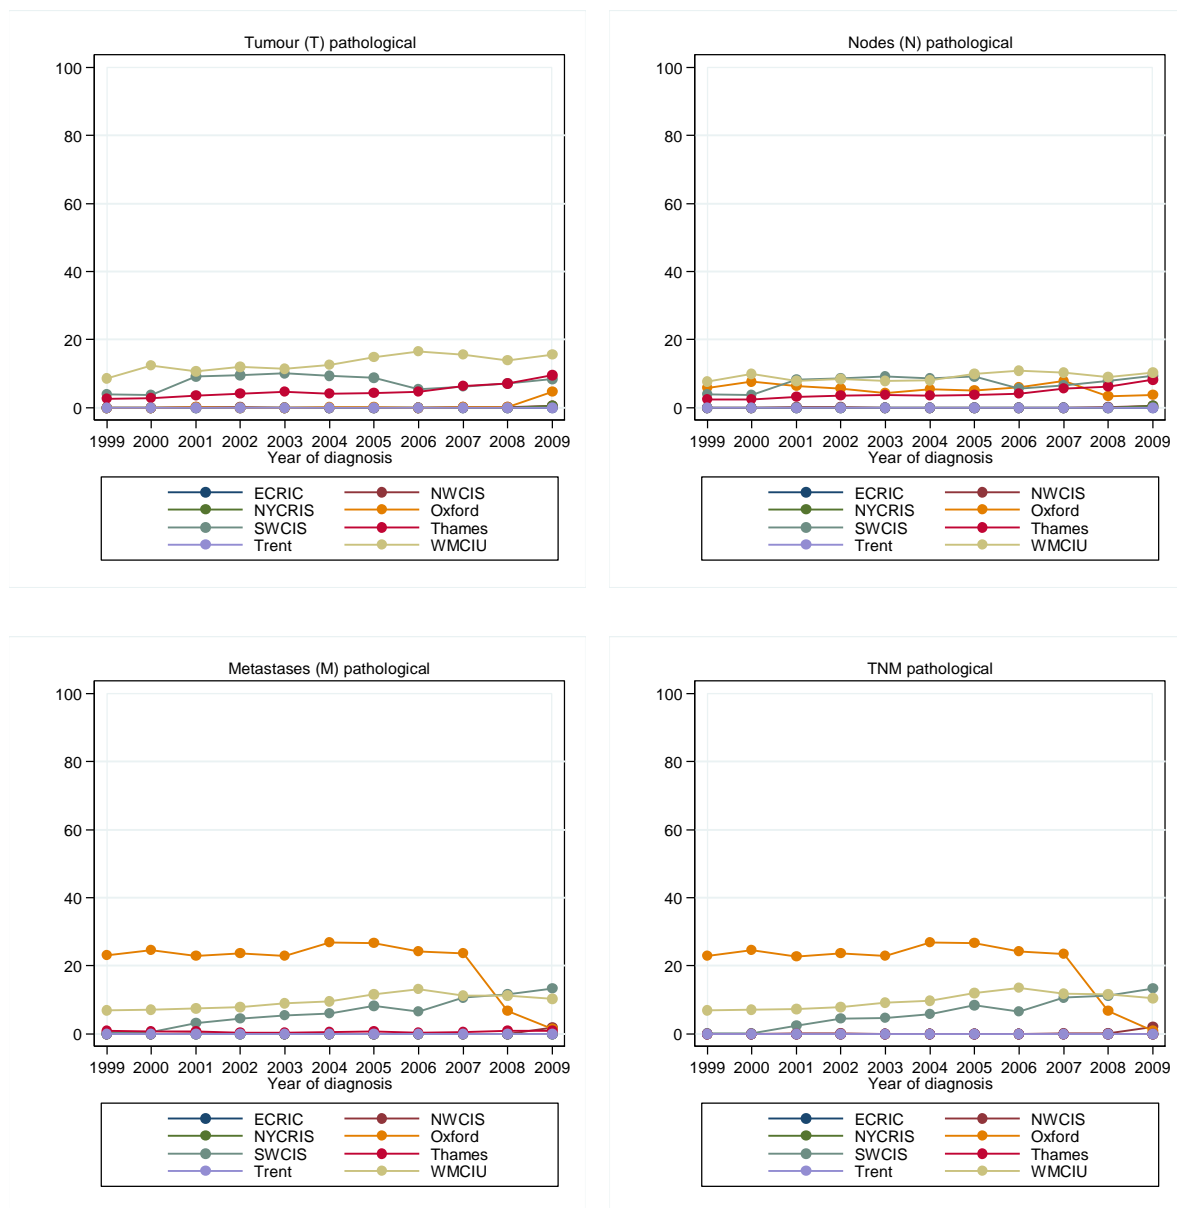 Tumour (T) pathological
100
80
60
40
20
0
1999 2000 2001 2002 2003 2004 2005 2006 2007 2008 2009
Year of diagnosis
ECRIC NWCIS
NYCRIS Oxford
SWCIS Thames
Trent WMCIU
Nodes (N) pathological
100
80
60
40
20
0
1999 2000 2001 2002 2003 2004 2005 2006 2007 2008 2009
Year of diagnosis
ECRIC NWCIS
NYCRIS Oxford
SWCIS Thames
Trent WMCIU
Metastases (M) pathological
100
80
60
40
20
0
1999 2000 2001 2002 2003 2004 2005 2006 2007 2008 2009
Year of diagnosis
ECRIC NWCIS
NYCRIS Oxford
SWCIS Thames
Trent WMCIU
TNM pathological
100
80
60
40
20
0
1999 2000 2001 2002 2003 2004 2005 2006 2007 2008 2009
Year of diagnosis
ECRIC NWCIS
NYCRIS Oxford
SWCIS Thames
Trent WMCIU